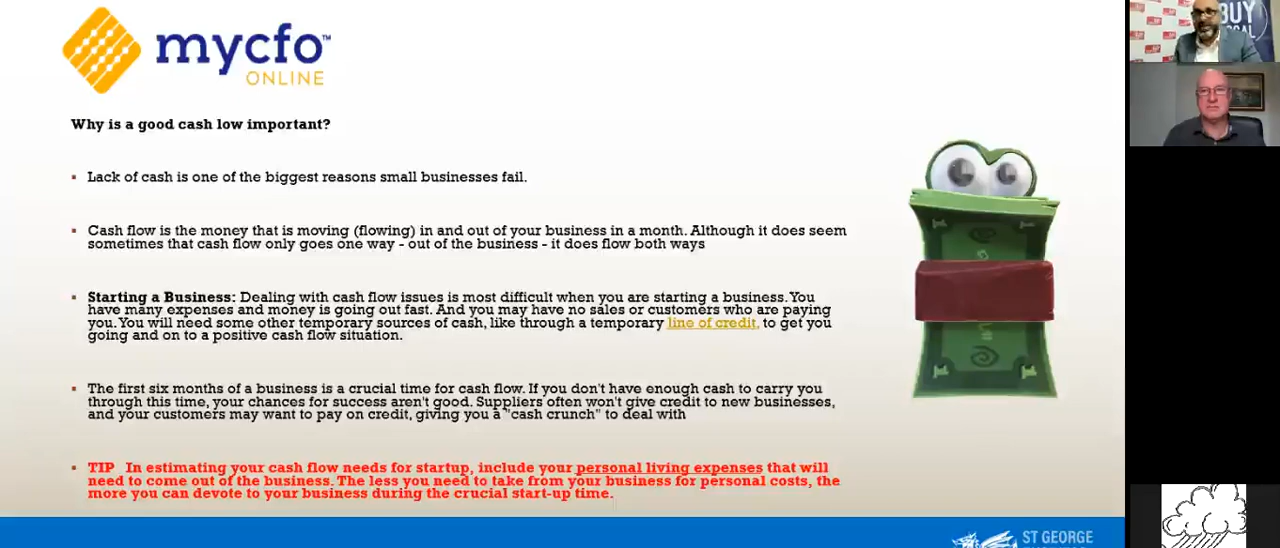 mycfo™
ONLINE
BUY
Why is a good cash low important?
▪ Lack of cash is one of the biggest reasons small businesses fail.
▪ Cash flow is the money that is moving (flowing) in and out of your business in a month. Although it does seem
sometimes that cash flow only goes one way - out of the business - it does flow both ways
▪ Starting a Business: Dealing with cash flow issues is most difficult when you are starting a business. You
have many expenses and money is going out fast. And you may have no sales or customers who are paying
you. You will need some other temporary sources of cash, like through a temporary line of credit, to get you
going and on to a positive cash flow situation.
▪ The first six months of a business is a crucial time for cash flow. If you don't have enough cash to carry you
through this time, your chances for success aren't good. Suppliers often won't give credit to new businesses,
and your customers may want to pay on credit, giving you a "cash crunch" to deal with
▪ TIP In estimating your cash flow needs for startup, include your personal living expenses that will
need to come out of the business. The less you need to take from your business for personal costs, the
more you can devote to your business during the crucial start-up time.
ST GEORGE